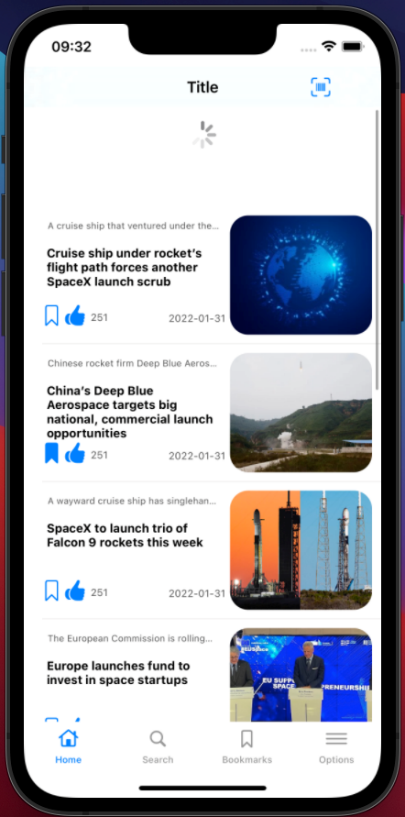 09:32
Title
A cruise ship that ventured under the...
Cruise ship under rocket's
flight path forces another
SpaceX launch scrub
251
2022-01-31
Chinese rocket firm Deep Blue Aeros...
China's Deep Blue
Aerospace targets big
national, commercial launch
opportunities
251
2022-01-31
A wayward cruise ship has singlehan...
SpaceX to launch trio of
Falcon 9 rockets this week
251
2022-01-31
The European Commission is rolling...
Europe launches fund to
invest in space startups
EU SUPP
SPACE
PRENEURSHIP
Home
Search
Bookmarks
Options